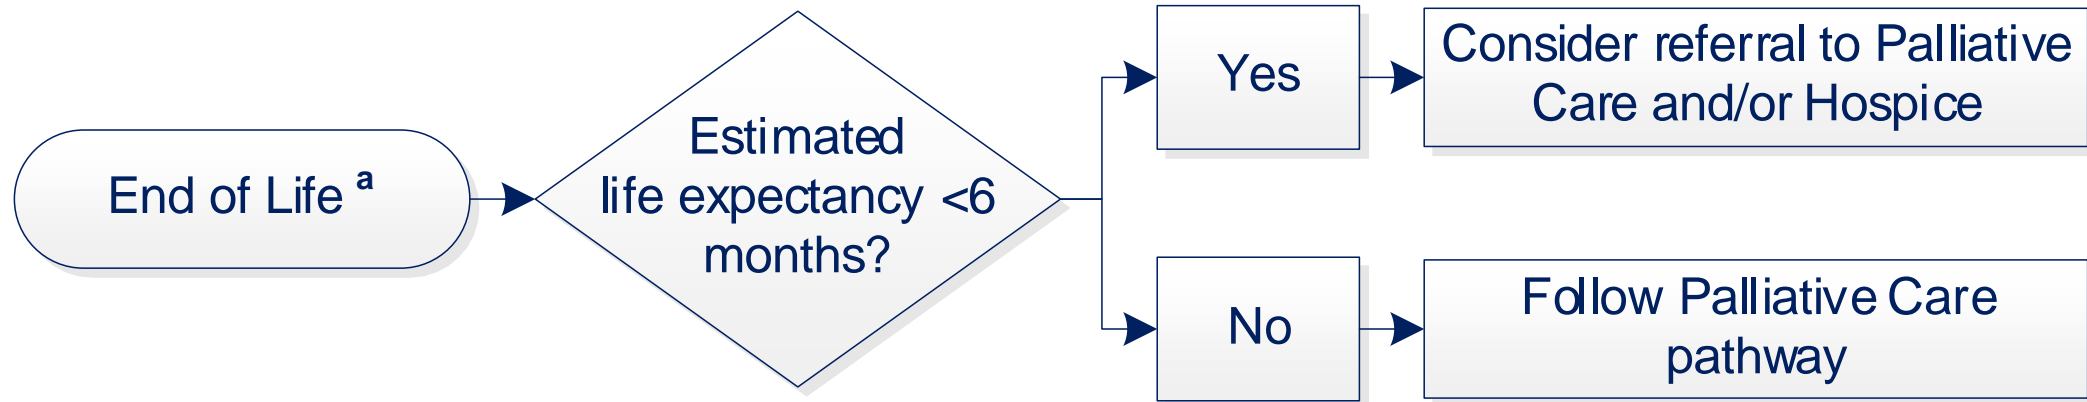 End of Life a
Estimated
life expectancy <6
months?
Yes
Consider referral to Palliative
Care and/or Hospice
No
Follow Palliative Care
pathway